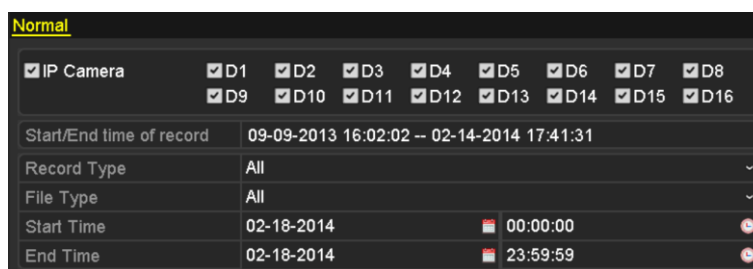 Normal
IP Camera D1 D2 D3 D4 D5 D6 D7 D8
D9 D10 D11 D12 D13 D14 D15 D16
Start/End time of record 09-09-2013 16:02:02 -- 02-14-2014 17:41:31
Record Type All
File Type All
Start Time 02-18-2014 00:00:00
End Time 02-18-2014 23:59:59